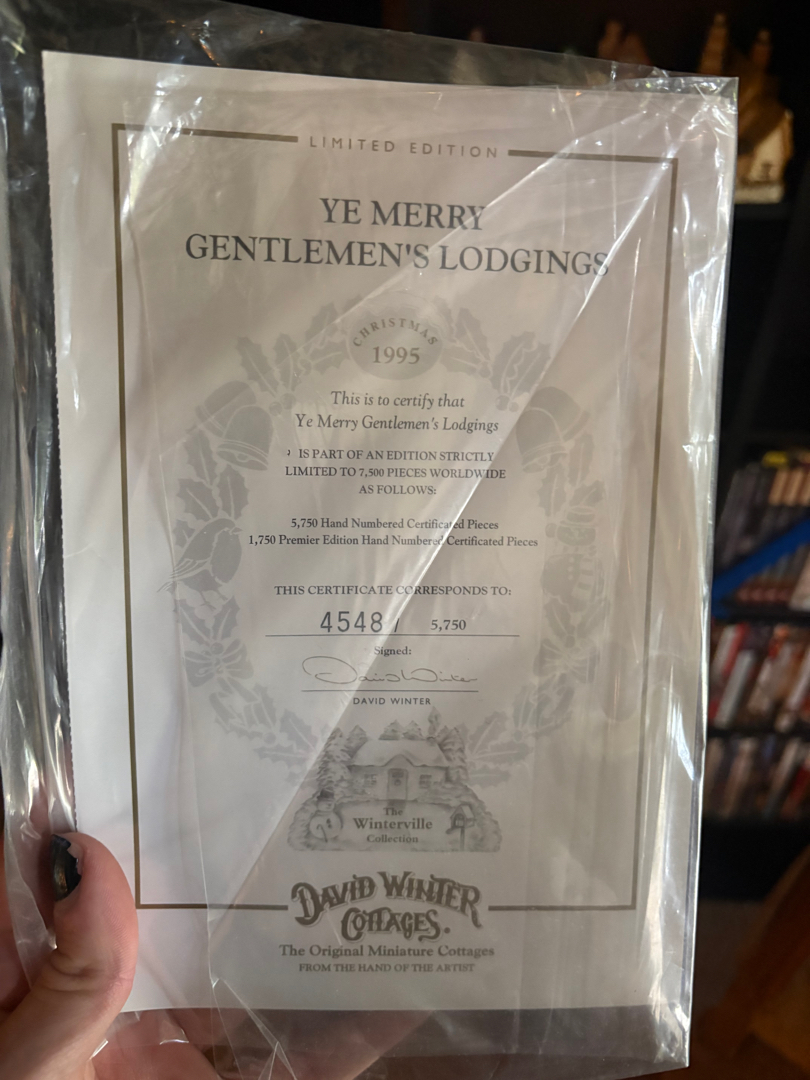 LIMITED EDITION
YE MERRY
GENTLEMEN'S LODGINGS
CHRISTMAS
1995
This is to certify that
Ye Merry Gentlemen's Lodgings
IS PART OF AN EDITION STRICTLY
LIMITED TO 7,500 PIECES WORLDWIDE
AS FOLLOWS:
5,750 Hand Numbered Certificated Pieces
1,750 Premier Edition Hand Numbered Certificated Pieces
THIS CERTIFICATE CORRESPONDS TO:
4548 / 5,750
Signed:
David Winter
DAVID WINTER
The
Winterville
Collection
DAVID WINTER
COTTAGES.
The Original Miniature Cottages
FROM THE HAND OF THE ARTIST